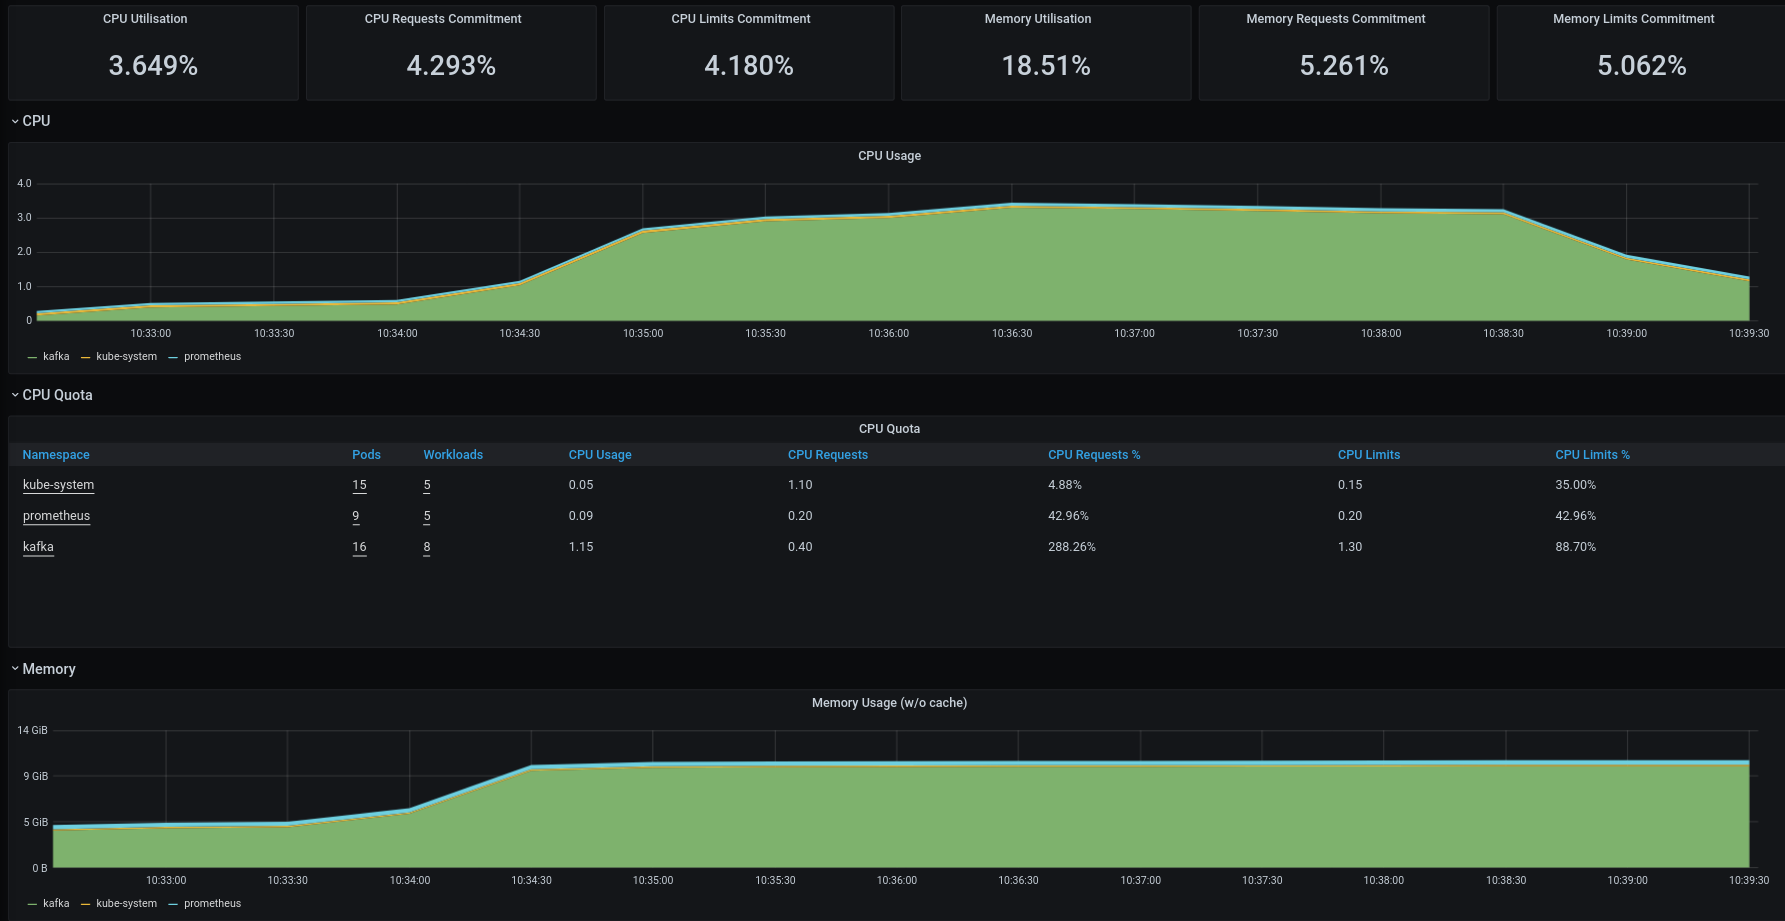 CPU Utilisation CPU Requests Commitment CPU Limits Commitment Memory Utilisation Memory Requests Commitment Memory Limits Commitment
3.649% 4.293% 4.180% 18.51% 5.261% 5.062%
CPU
CPU Usage
4.0
3.0
2.0
1.0
0
10:33:00 10:33:30 10:34:00 10:34:30 10:35:00 10:35:30 10:36:00 10:36:30 10:37:00 10:37:30 10:38:00 10:38:30 10:39:00 10:39:30
kafka kube-system prometheus
CPU Quota
CPU Quota
Namespace Pods Workloads CPU Usage CPU Requests CPU Requests % CPU Limits CPU Limits %
kube-system 15 5 0.05 1.10 4.88% 0.15 35.00%
prometheus 9 5 0.09 0.20 42.96% 0.20 42.96%
kafka 16 8 1.15 0.40 288.26% 1.30 88.70%
Memory
Memory Usage (w/o cache)
14 GiB
9 GiB
5 GiB
0 B
10:33:00 10:33:30 10:34:00 10:34:30 10:35:00 10:35:30 10:36:00 10:36:30 10:37:00 10:37:30 10:38:00 10:38:30 10:39:00 10:39:30
kafka kube-system prometheus